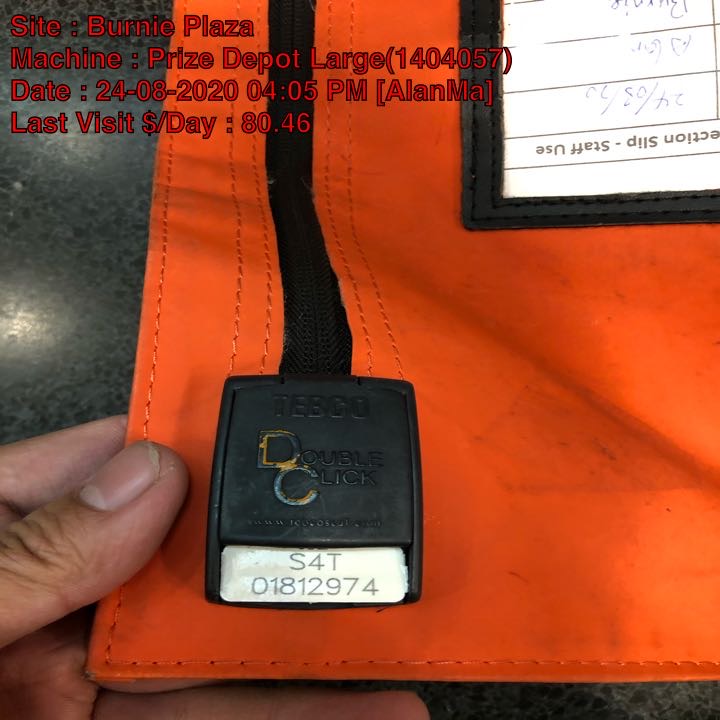 Site : Burnie Plaza
Machine : Prize Depot Large(1404057)
Date : 24-08-2020 04:05 PM [AlanMa]
Last Visit $/Day : 80.46
Burnie
24/08/20
ection Slip - Staff Use
TEBCO
DOUBLE
CLICK
S4T
01812974